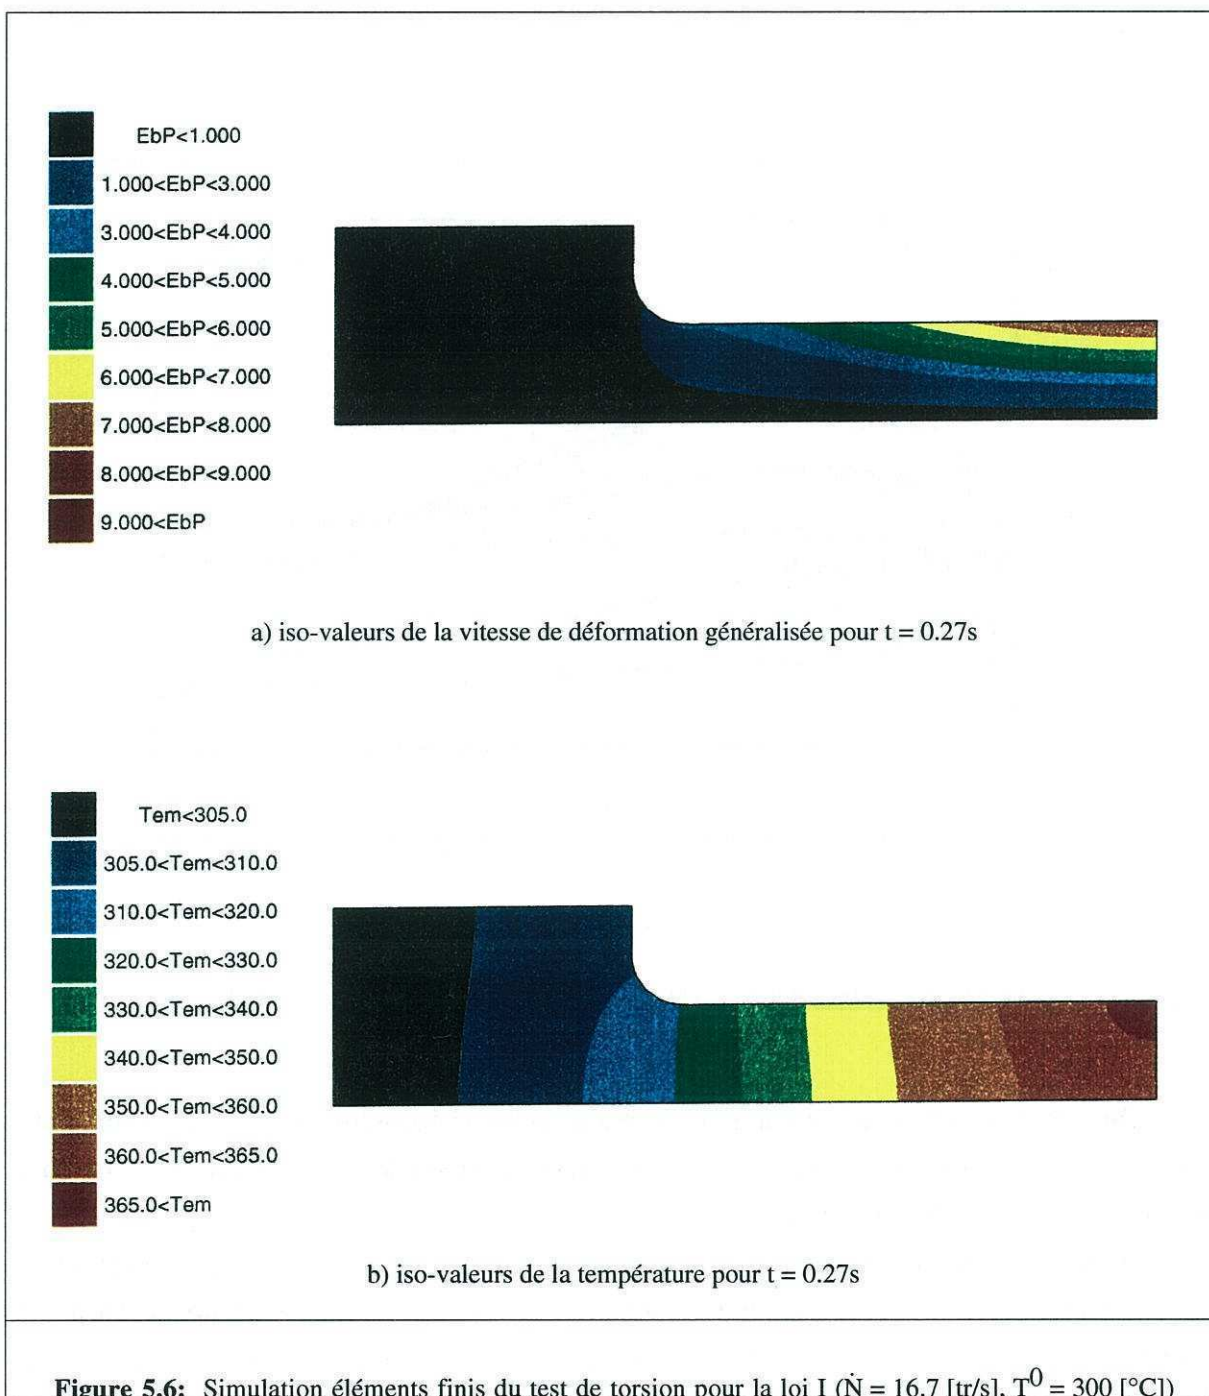 EbP<1.000
1.000<EbP<3.000
3.000<EbP<4.000
4.000<EbP<5.000
5.000<EbP<6.000
6.000<EbP<7.000
7.000<EbP<8.000
8.000<EbP<9.000
9.000<EbP
a) iso-valeurs de la vitesse de déformation généralisée pour t = 0.27s
Tem<305.0
305.0<Tem<310.0
310.0<Tem<320.0
320.0<Tem<330.0
330.0<Tem<340.0
340.0<Tem<350.0
350.0<Tem<360.0
360.0<Tem<365.0
365.0<Tem
b) iso-valeurs de la température pour t = 0.27s
Figure 5.6: Simulation éléments finis du test de torsion pour la loi I (Ṅ = 16.7 [tr/s], T⁰ = 300 [°C])